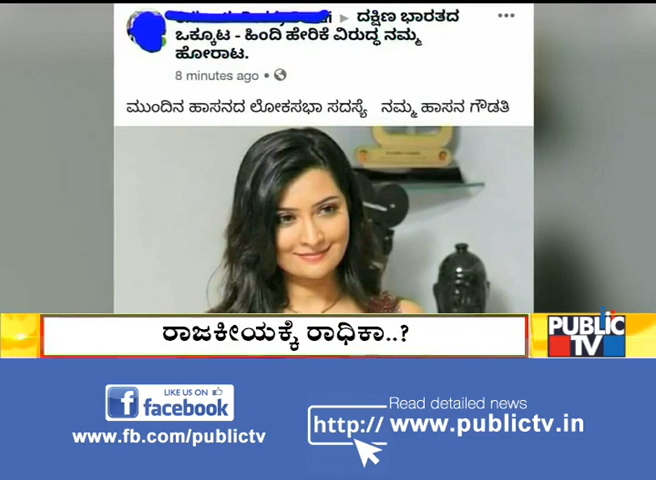 ದಕ್ಷಿಣ ಭಾರತದ
ಒಕ್ಕೂಟ - ಹಿಂದಿ ಹೇರಿಕೆ ವಿರುದ್ಧ ನಮ್ಮ
ಹೋರಾಟ.
8 minutes ago
ಮುಂದಿನ ಹಾಸನದ ಲೋಕಸಭಾ ಸದಸ್ಯೆ ನಮ್ಮ ಹಾಸನ ಗೌಡತಿ
ರಾಜಕೀಯಕ್ಕೆ ರಾಧಿಕಾ..?
PUBLIC
TV
LIKE US ON
facebook
www.fb.com/publictv
Read detailed news
http:// www.publictv.in